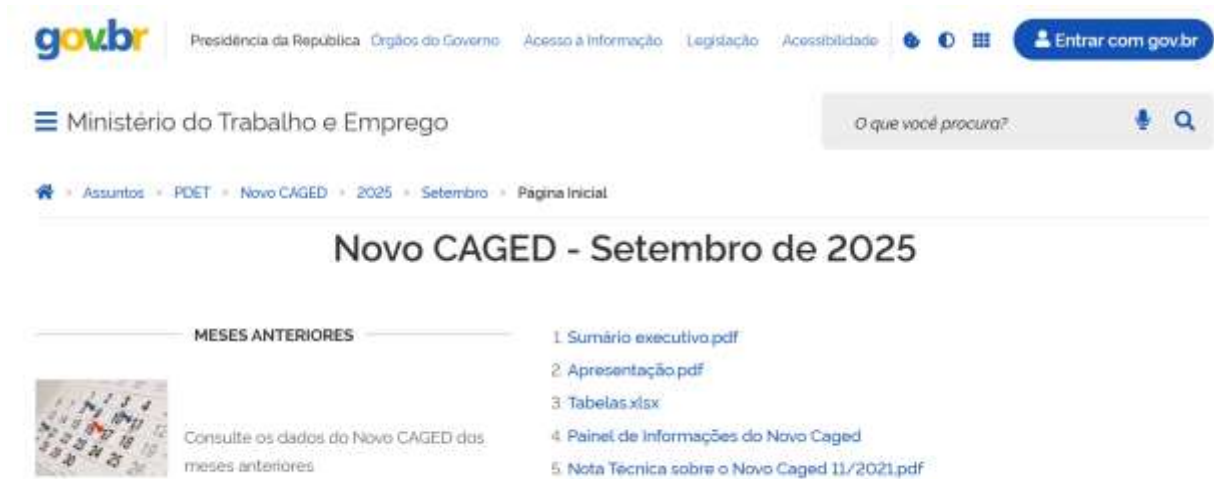 gov.br
Presidência da República Órgãos do Governo Acesso à Informação Legislação Acessibilidade
Entrar com gov.br
Ministério do Trabalho e Emprego
O que você procura?
Assuntos PDET Novo CAGED 2025 Setembro Página Inicial
Novo CAGED - Setembro de 2025
MESES ANTERIORES
Consulte os dados do Novo CAGED dos
meses anteriores
1. Sumário executivo.pdf
2. Apresentação.pdf
3. Tabelas.xlsx
4. Painel de Informações do Novo Caged
5. Nota Técnica sobre o Novo Caged 11/2021.pdf